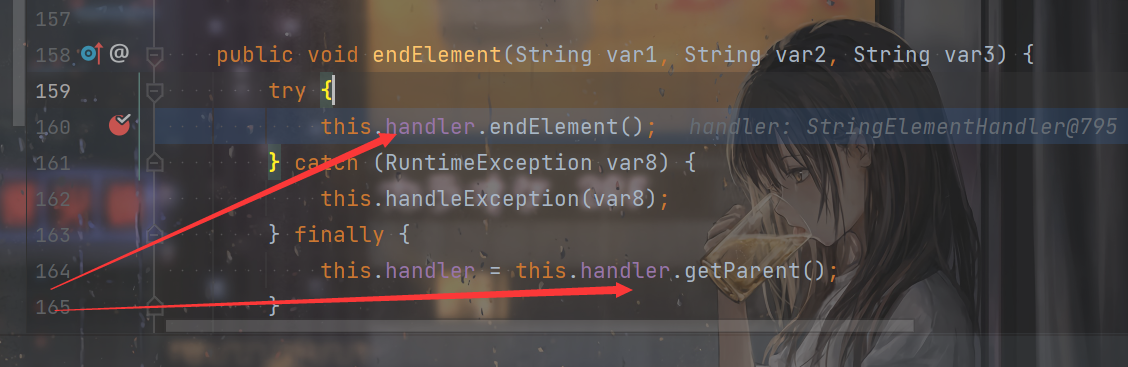 157
158 @ public void endElement(String var1, String var2, String var3) {
159 try {
160 this.handler.endElement(); handler: StringElementHandler@795
161 } catch (RuntimeException var8) {
162 this.handleException(var8);
163 } finally {
164 this.handler = this.handler.getParent();
165 }